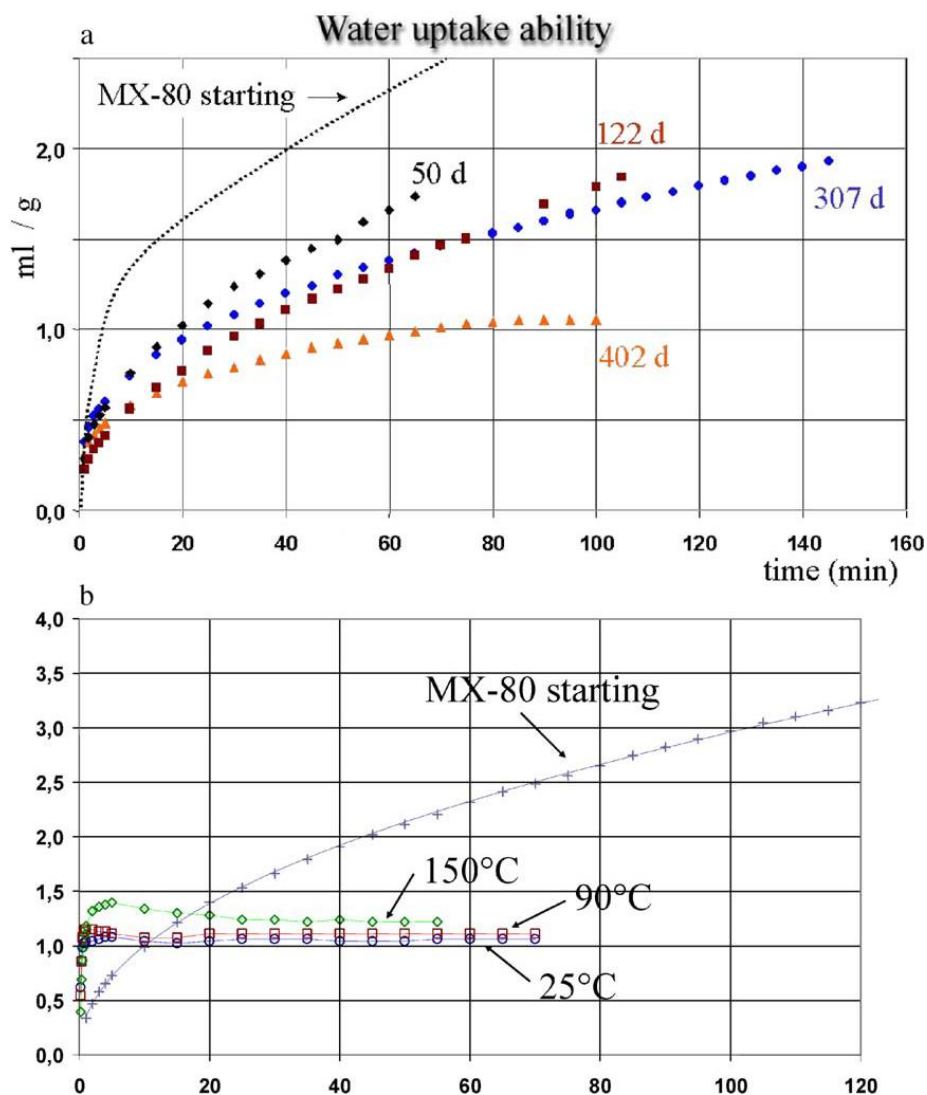 a
Water uptake ability
MX-80 starting
2,0
50 d
122 d
307 d
ml / g
1,0
402 d
0,0
0 20 40 60 80 100 120 140 160
time (min)
b
4,0
3,5
MX-80 starting
3,0
2,5
2,0
1,5
150°C
90°C
1,0
25°C
0,5
0,0
0 20 40 60 80 100 120